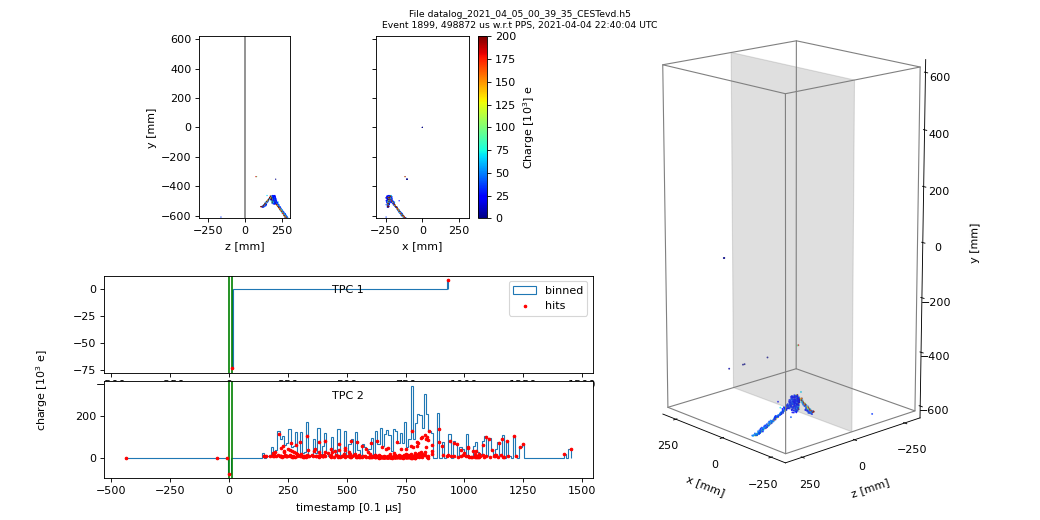 File datalog_2021_04_05_00_39_35_CESTevd.h5
Event 1899, 498872 us w.r.t PPS, 2021-04-04 22:40:04 UTC
600
400
200
0
−200
−400
−600
y [mm]
−250 0 250
z [mm]
−250 0 250
x [mm]
200
175
150
125
100
75
50
25
0
Charge [10³] e
TPC 1
binned
hits
0
−25
−50
−75
charge [10³ e]
TPC 2
200
0
−500 −250 0 250 500 750 1000 1250 1500
timestamp [0.1 μs]
600
400
200
0
−200
−400
−600
y [mm]
250
0
−250
x [mm]
250
0
−250
z [mm]